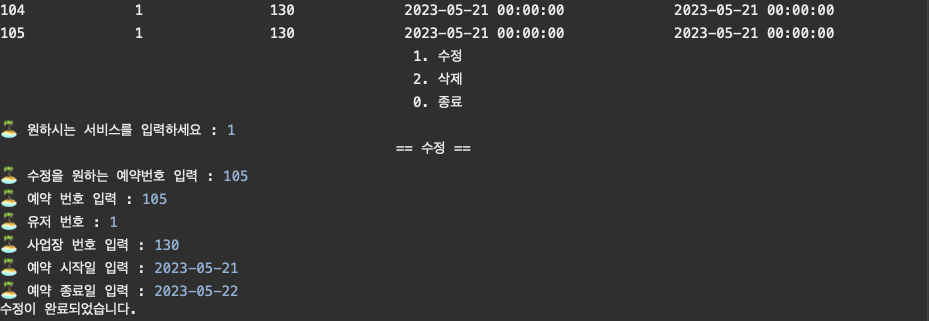 104 1 130 2023-05-21 00:00:00 2023-05-21 00:00:00
105 1 130 2023-05-21 00:00:00 2023-05-21 00:00:00
1. 수정
2. 삭제
0. 종료
🏝 원하시는 서비스를 입력하세요 : 1
== 수정 ==
🏝 수정을 원하는 예약번호 입력 : 105
🏝 예약 번호 입력 : 105
🏝 유저 번호 : 1
🏝 사업장 번호 입력 : 130
🏝 예약 시작일 입력 : 2023-05-21
🏝 예약 종료일 입력 : 2023-05-22
수정이 완료되었습니다.